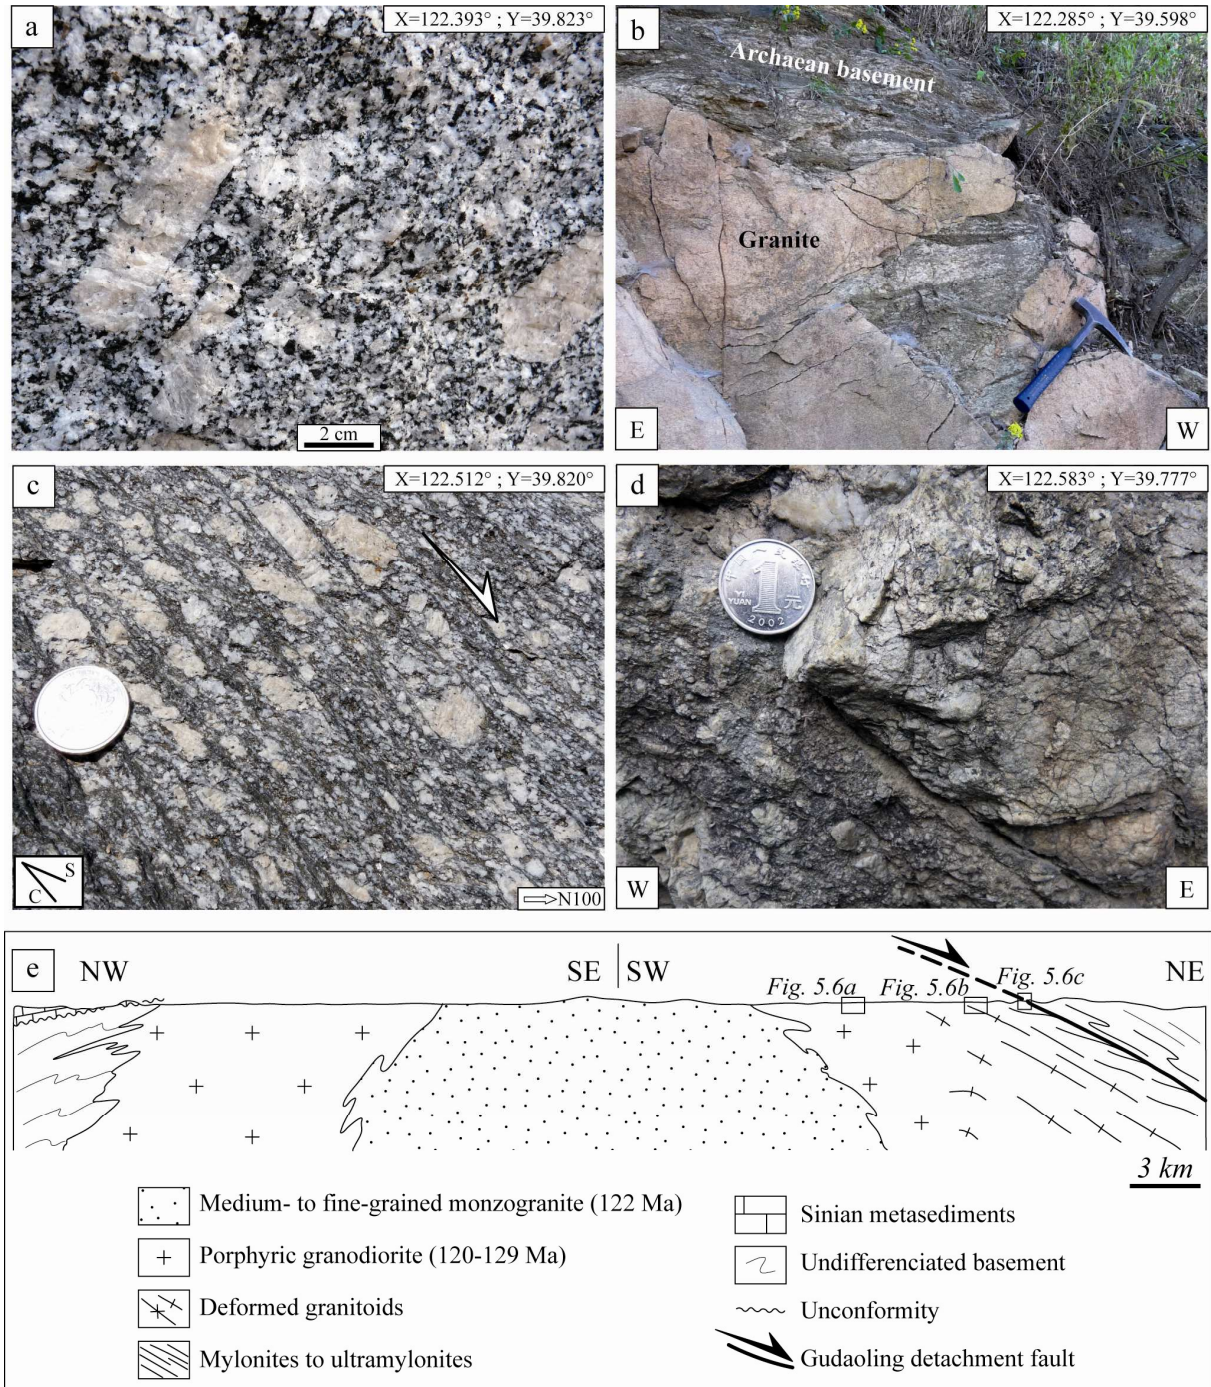 a
X=122.393° ; Y=39.823°
2 cm
b
X=122.285° ; Y=39.598°
Archaean basement
Granite
E
W
c
X=122.512° ; Y=39.820°
S
C
N100
d
X=122.583° ; Y=39.777°
YI
YUAN
1
元
2002
W
E
e
NW
SE
SW
NE
Fig. 5.6a
Fig. 5.6b
Fig. 5.6c
3 km
Medium- to fine-grained monzogranite (122 Ma)
Porphyric granodiorite (120-129 Ma)
Deformed granitoids
Mylonites to ultramylonites
Sinian metasediments
Undifferenciated basement
Unconformity
Gudaoling detachment fault